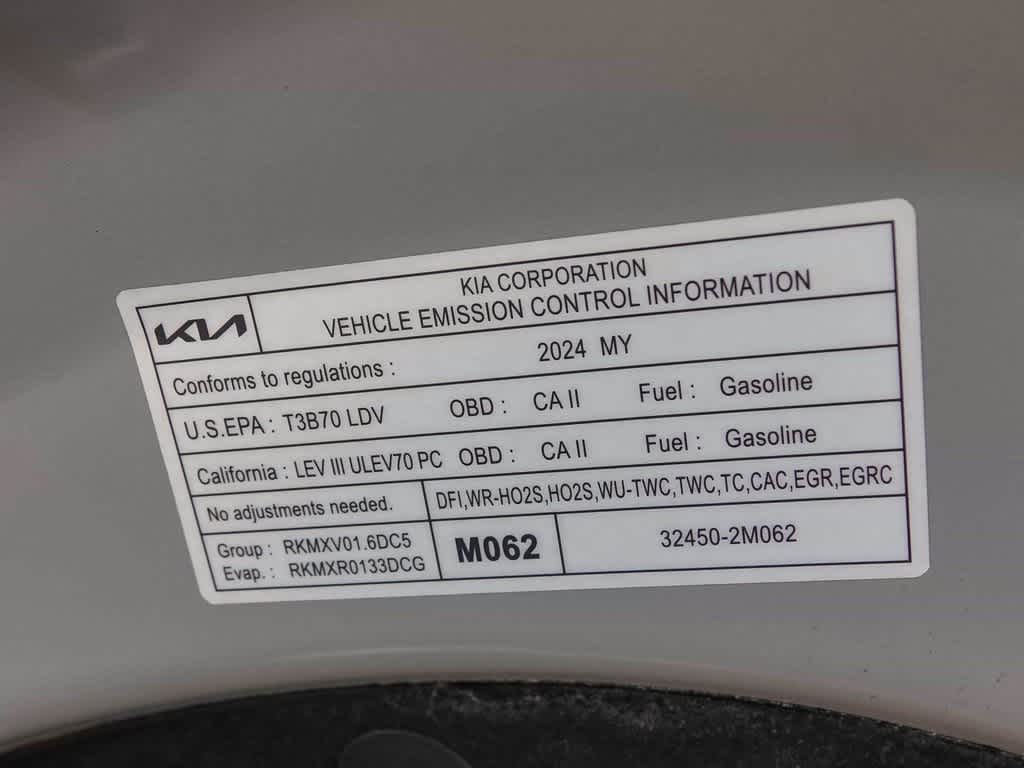 KIA
KIA CORPORATION
VEHICLE EMISSION CONTROL INFORMATION
Conforms to regulations : 2024 MY
U.S.EPA : T3B70 LDV OBD : CA II Fuel : Gasoline
California : LEV III ULEV70 PC OBD : CA II Fuel : Gasoline
No adjustments needed. DFI,WR-HO2S,HO2S,WU-TWC,TWC,TC,CAC,EGR,EGRC
Group : RKMXV01.6DC5
Evap. : RKMXR0133DCG
M062
32450-2M062